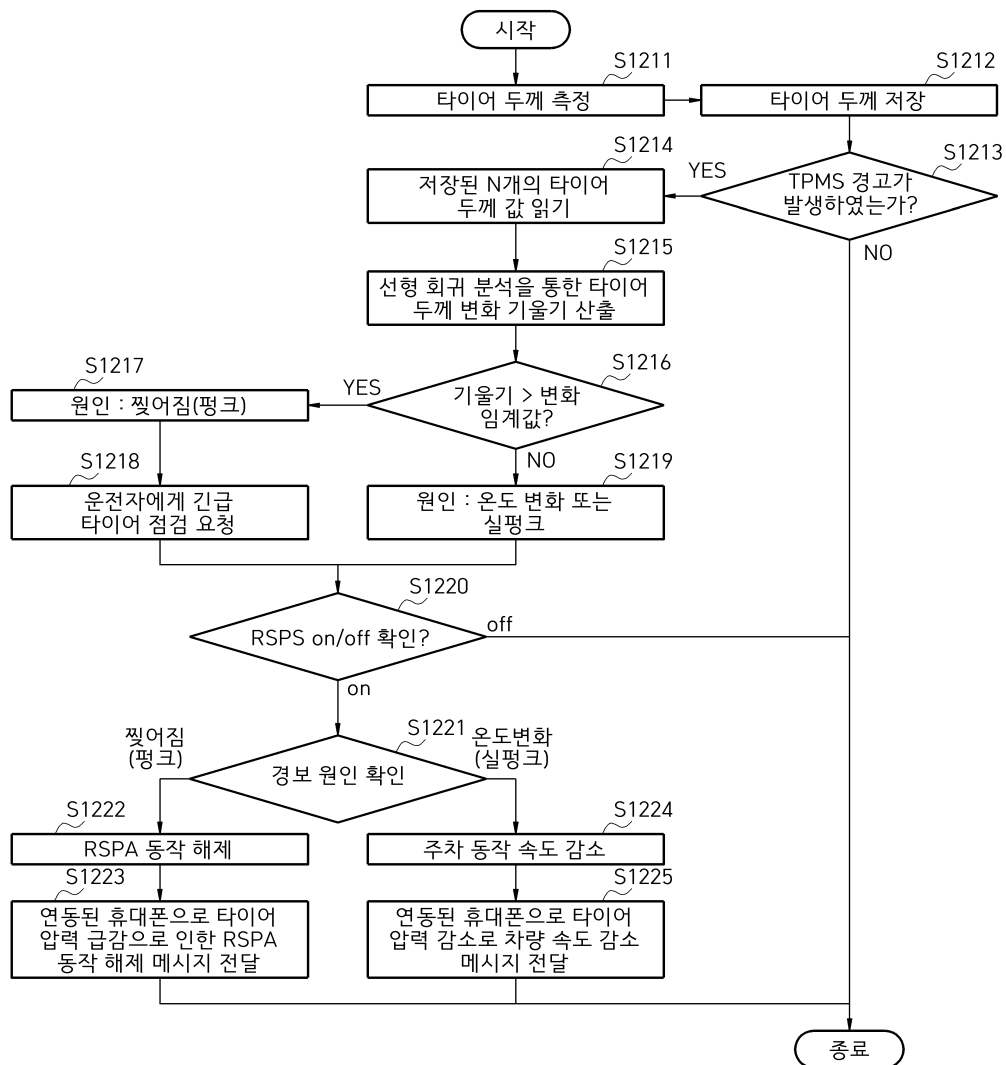 시작
S1211
타이어 두께 측정
S1212
타이어 두께 저장
S1213
TPMS 경고가
발생하였는가?
YES
NO
S1214
저장된 N개의 타이어
두께 값 읽기
S1215
선형 회귀 분석을 통한 타이어
두께 변화 기울기 산출
S1216
기울기 > 변화
임계값?
YES
NO
S1217
원인 : 찢어짐(펑크)
S1218
운전자에게 긴급
타이어 점검 요청
S1219
원인 : 온도 변화 또는
실펑크
S1220
RSPS on/off 확인?
off
on
S1221
경보 원인 확인
찢어짐
(펑크)
온도변화
(실펑크)
S1222
RSPA 동작 해제
S1223
연동된 휴대폰으로 타이어
압력 급감으로 인한 RSPA
동작 해제 메시지 전달
S1224
주차 동작 속도 감소
S1225
연동된 휴대폰으로 타이어
압력 감소로 차량 속도 감소
메시지 전달
종료